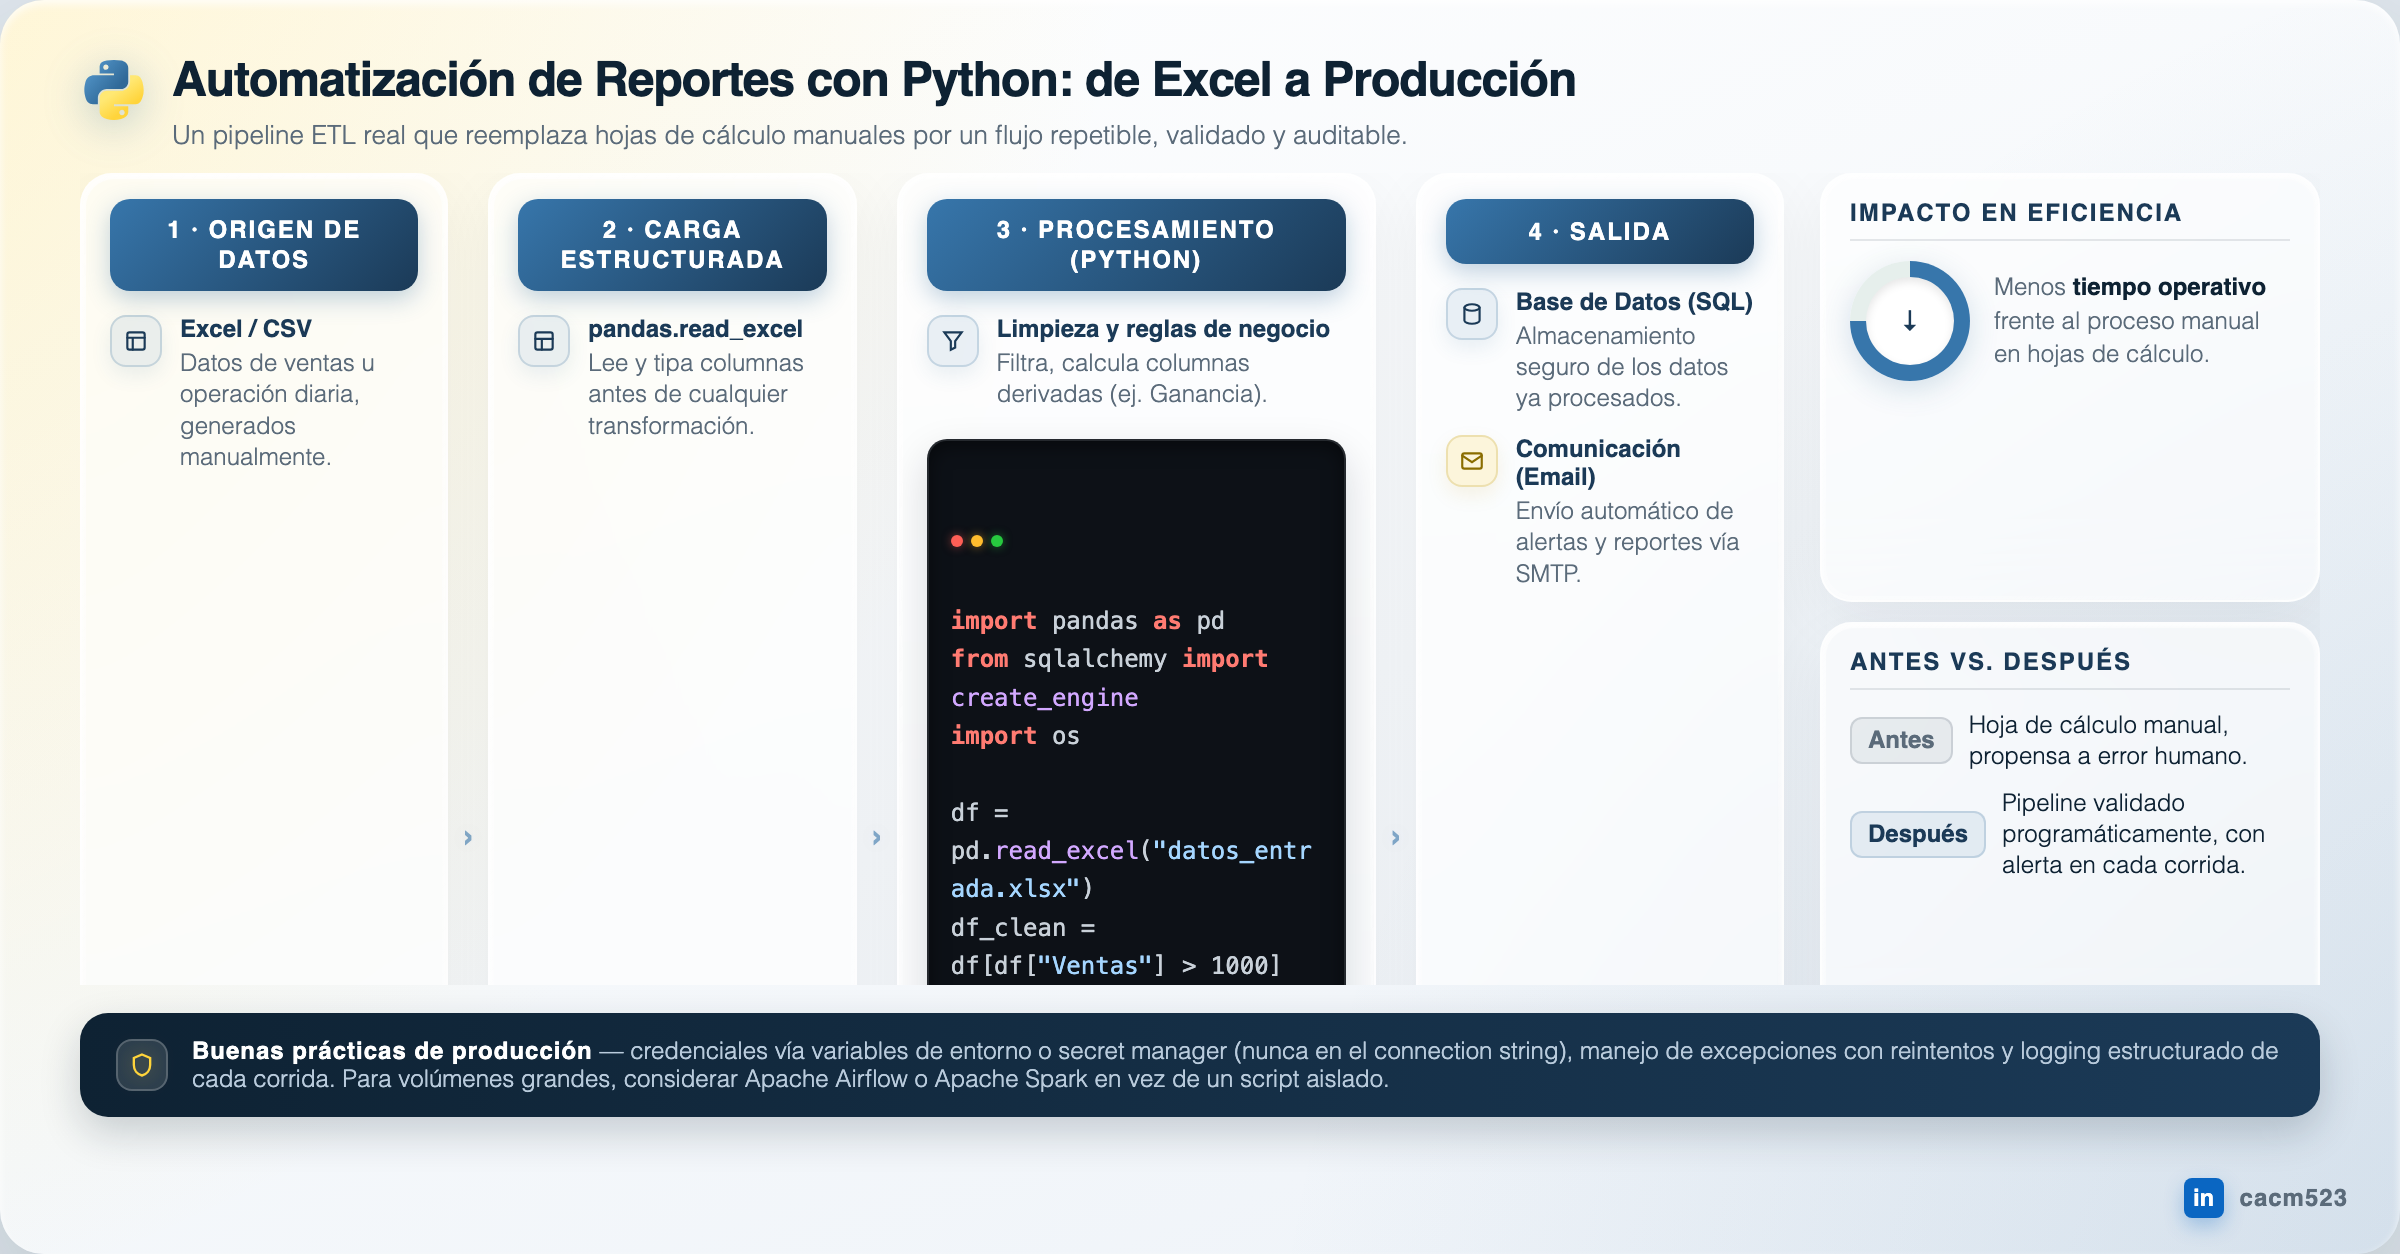 Automatización de Reportes con Python: de Excel a Producción
Un pipeline ETL real que reemplaza hojas de cálculo manuales por un flujo repetible, validado y auditable.
1 · ORIGEN DE
DATOS
Excel / CSV
Datos de ventas u
operación diaria,
generados
manualmente.
›
2 · CARGA
ESTRUCTURADA
pandas.read_excel
Lee y tipa columnas
antes de cualquier
transformación.
›
3 · PROCESAMIENTO
(PYTHON)
Limpieza y reglas de negocio
Filtra, calcula columnas
derivadas (ej. Ganancia).
import pandas as pd
from sqlalchemy import
create_engine
import os
df =
pd.read_excel("datos_entr
ada.xlsx")
df_clean =
df[df["Ventas"] > 1000]
›
4 · SALIDA
Base de Datos (SQL)
Almacenamiento
seguro de los datos
ya procesados.
Comunicación
(Email)
Envío automático de
alertas y reportes vía
SMTP.
IMPACTO EN EFICIENCIA
↓
Menos tiempo operativo
frente al proceso manual
en hojas de cálculo.
ANTES VS. DESPUÉS
Antes
Hoja de cálculo manual,
propensa a error humano.
Después
Pipeline validado
programáticamente, con
alerta en cada corrida.
Buenas prácticas de producción — credenciales vía variables de entorno o secret manager (nunca en el connection string), manejo de excepciones con reintentos y logging estructurado de
cada corrida. Para volúmenes grandes, considerar Apache Airflow o Apache Spark en vez de un script aislado.
in cacm523